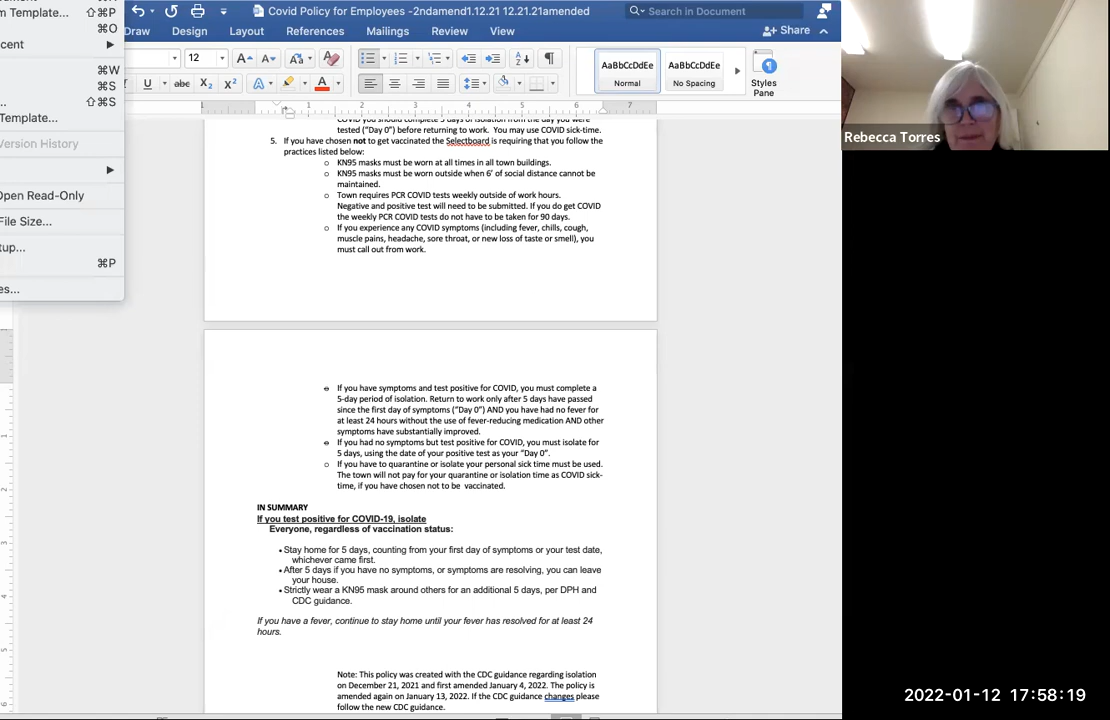 m Template... ⇧⌘P
⌘O
cent
⌘W
⌘S
... ⇧⌘S
Template...
Version History
Open Read-Only
File Size...
tup...
⌘P
es...
Covid Policy for Employees -2ndamend1.12.21 12.21.21amended
Search in Document
Draw Design Layout References Mailings Review View
Share
12 A A Aa A
AaBbCcDdEe AaBbCcDdEe
Normal No Spacing
Styles
Pane
U abc X₂ X² A A
1 1 2 3 4 5 6 7
COVID you should complete 5 days of isolation from the day you were
tested ("Day 0") before returning to work. You may use COVID sick-time.
5. If you have chosen not to get vaccinated the Selectboard is requiring that you follow the
practices listed below:
o KN95 masks must be worn at all times in all town buildings.
o KN95 masks must be worn outside when 6' of social distance cannot be
maintained.
o Town requires PCR COVID tests weekly outside of work hours.
Negative and positive test will need to be submitted. If you do get COVID
the weekly PCR COVID tests do not have to be taken for 90 days.
o If you experience any COVID symptoms (including fever, chills, cough,
muscle pains, headache, sore throat, or new loss of taste or smell), you
must call out from work.
o If you have symptoms and test positive for COVID, you must complete a
5-day period of isolation. Return to work only after 5 days have passed
since the first day of symptoms ("Day 0") AND you have had no fever for
at least 24 hours without the use of fever-reducing medication AND other
symptoms have substantially improved.
o If you had no symptoms but test positive for COVID, you must isolate for
5 days, using the date of your positive test as your "Day 0".
o If you have to quarantine or isolate your personal sick time must be used.
The town will not pay for your quarantine or isolation time as COVID sick-
time, if you have chosen not to be vaccinated.
IN SUMMARY
If you test positive for COVID-19, isolate
Everyone, regardless of vaccination status:
• Stay home for 5 days, counting from your first day of symptoms or your test date,
whichever came first.
• After 5 days if you have no symptoms, or symptoms are resolving, you can leave
your house.
• Strictly wear a KN95 mask around others for an additional 5 days, per DPH and
CDC guidance.
If you have a fever, continue to stay home until your fever has resolved for at least 24
hours.
Note: This policy was created with the CDC guidance regarding isolation
on December 21, 2021 and first amended January 4, 2022. The policy is
amended again on January 13, 2022. If the CDC guidance changes please
follow the new CDC guidance.
Rebecca Torres
2022-01-12 17:58:19